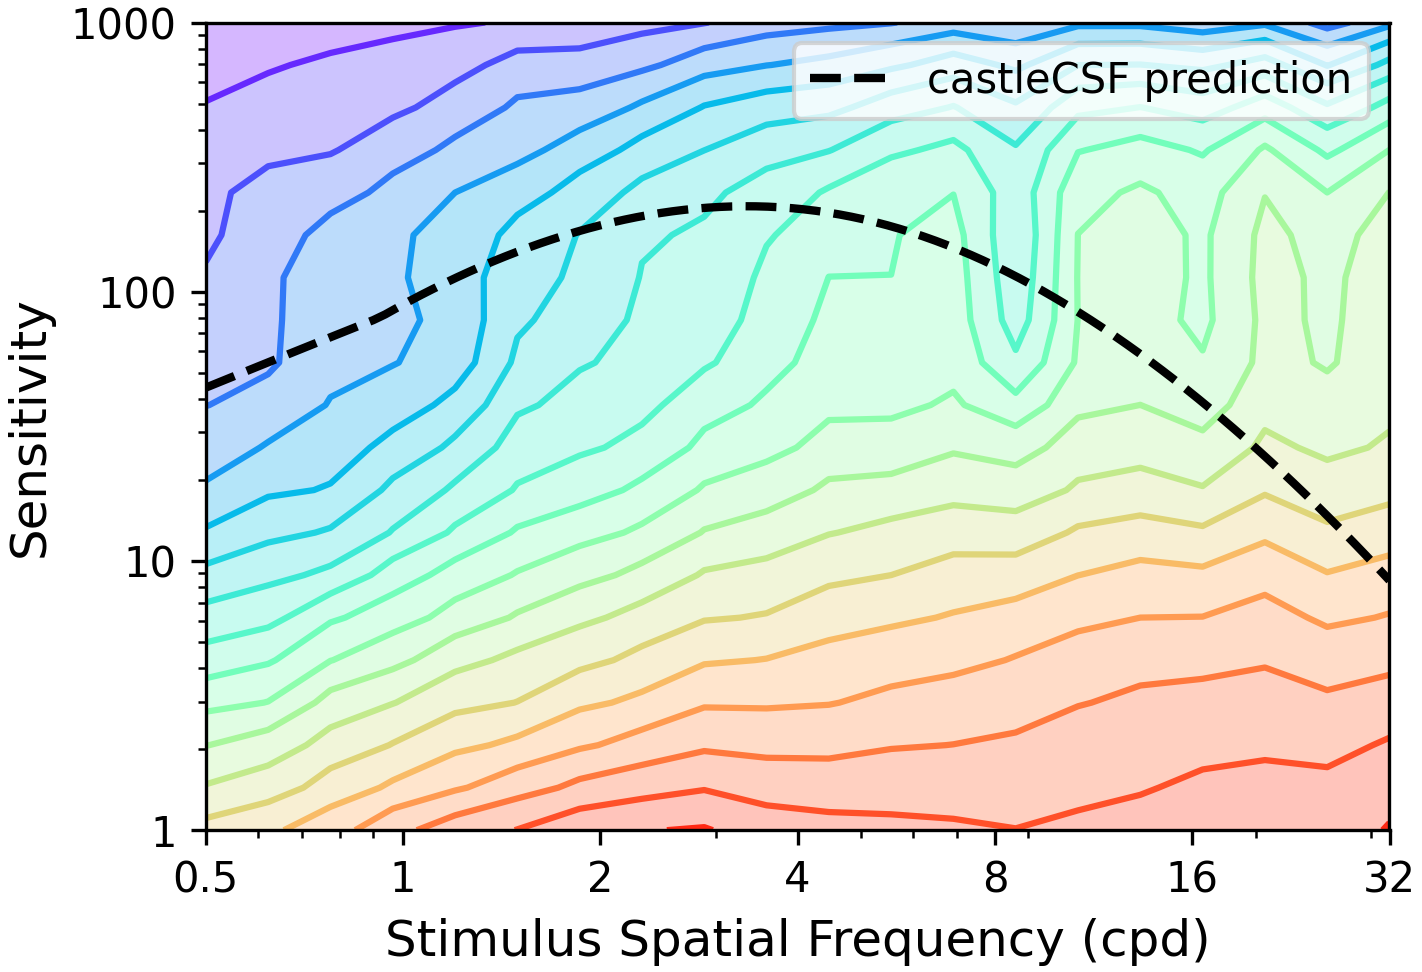 1000
castleCSF prediction
100
Sensitivity
10
1
0.5 1 2 4 8 16 32
Stimulus Spatial Frequency (cpd)